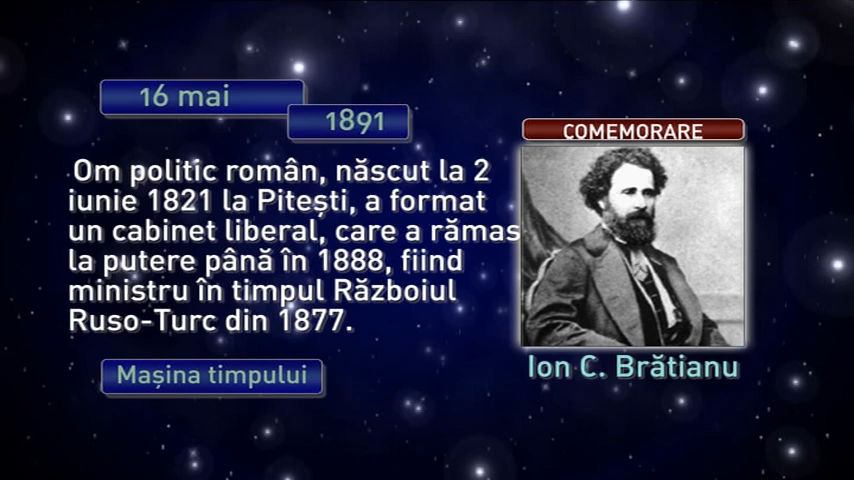 16 mai
1891
COMEMORARE
Om politic român, născut la 2
iunie 1821 la Pitești, a format
un cabinet liberal, care a rămas
la putere până în 1888, fiind
ministru în timpul Războiul
Ruso-Turc din 1877.
Ion C. Brătianu
Mașina timpului